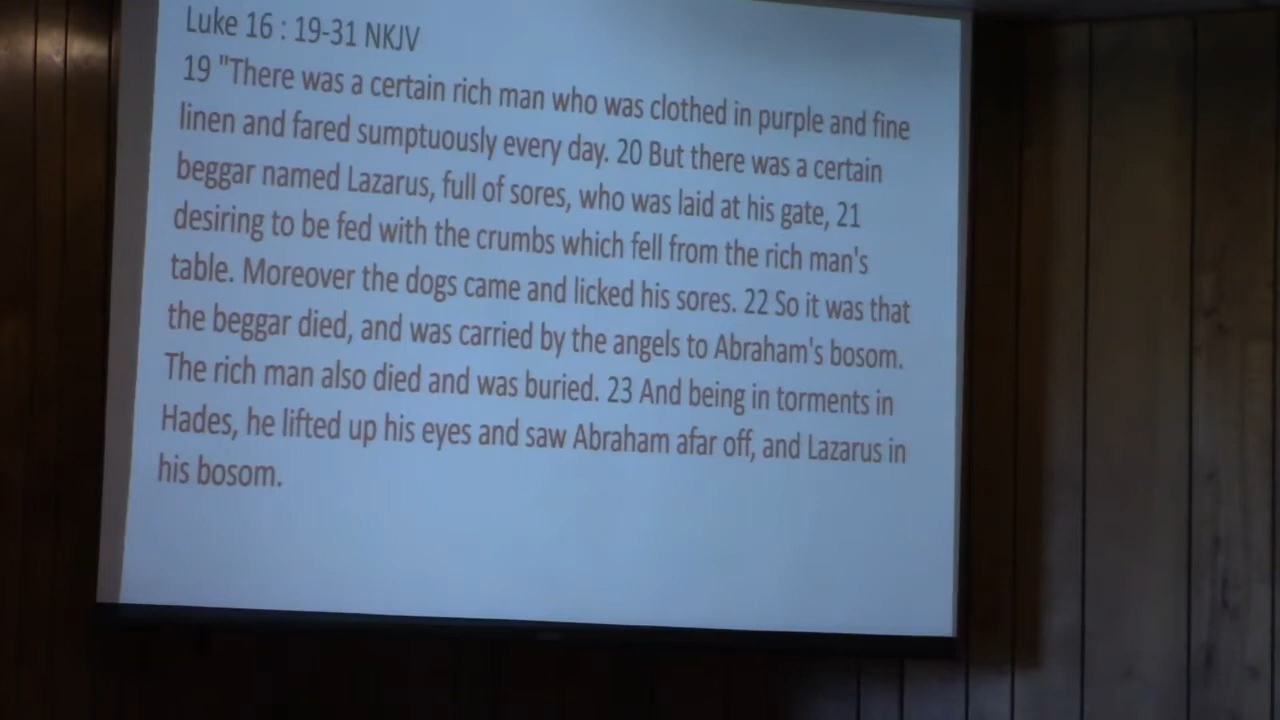 Luke 16 : 19-31 NKJV
19 "There was a certain rich man who was clothed in purple and fine
linen and fared sumptuously every day. 20 But there was a certain
beggar named Lazarus, full of sores, who was laid at his gate, 21
desiring to be fed with the crumbs which fell from the rich man's
table. Moreover the dogs came and licked his sores. 22 So it was that
the beggar died, and was carried by the angels to Abraham's bosom.
The rich man also died and was buried. 23 And being in torments in
Hades, he lifted up his eyes and saw Abraham afar off, and Lazarus in
his bosom.